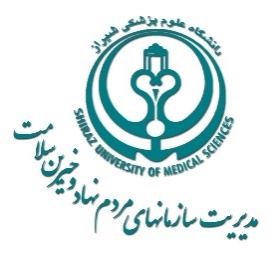 دانشگاه علوم پزشکی شیراز
SHIRAZ UNIVERSITY OF MEDICAL SCIENCES
مدیریت سازمانهای مردم نهاد و خیرین سلامت